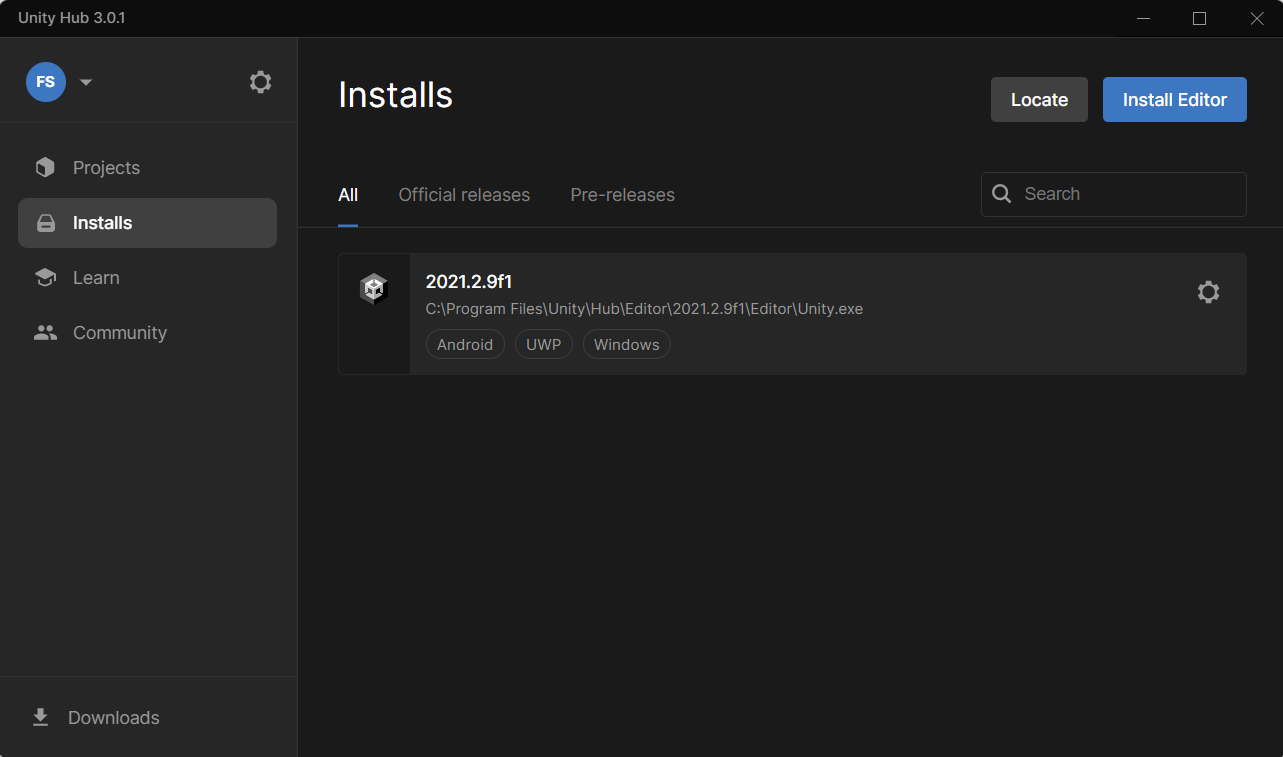 Unity Hub 3.0.1
FS
Projects
Installs
Learn
Community
Downloads
Installs
Locate
Install Editor
All
Official releases
Pre-releases
Search
2021.2.9f1
C:\Program Files\Unity\Hub\Editor\2021.2.9f1\Editor\Unity.exe
Android
UWP
Windows